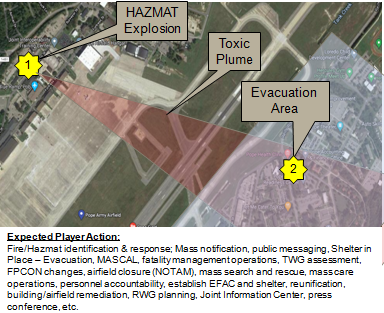 HAZMAT
Explosion
Toxic
Plume
Evacuation
Area
1
2
Pope Army Airfield
Expected Player Action:
Fire/Hazmat identification & response; Mass notification, public messaging, Shelter in
Place – Evacuation, MASCAL, fatality management operations, TWG assessment,
FPCON changes, airfield closure (NOTAM), mass search and rescue, mass care
operations, personnel accountability, establish EFAC and shelter, reunification,
building/airfield remediation, RWG planning, Joint Information Center, press
conference, etc.